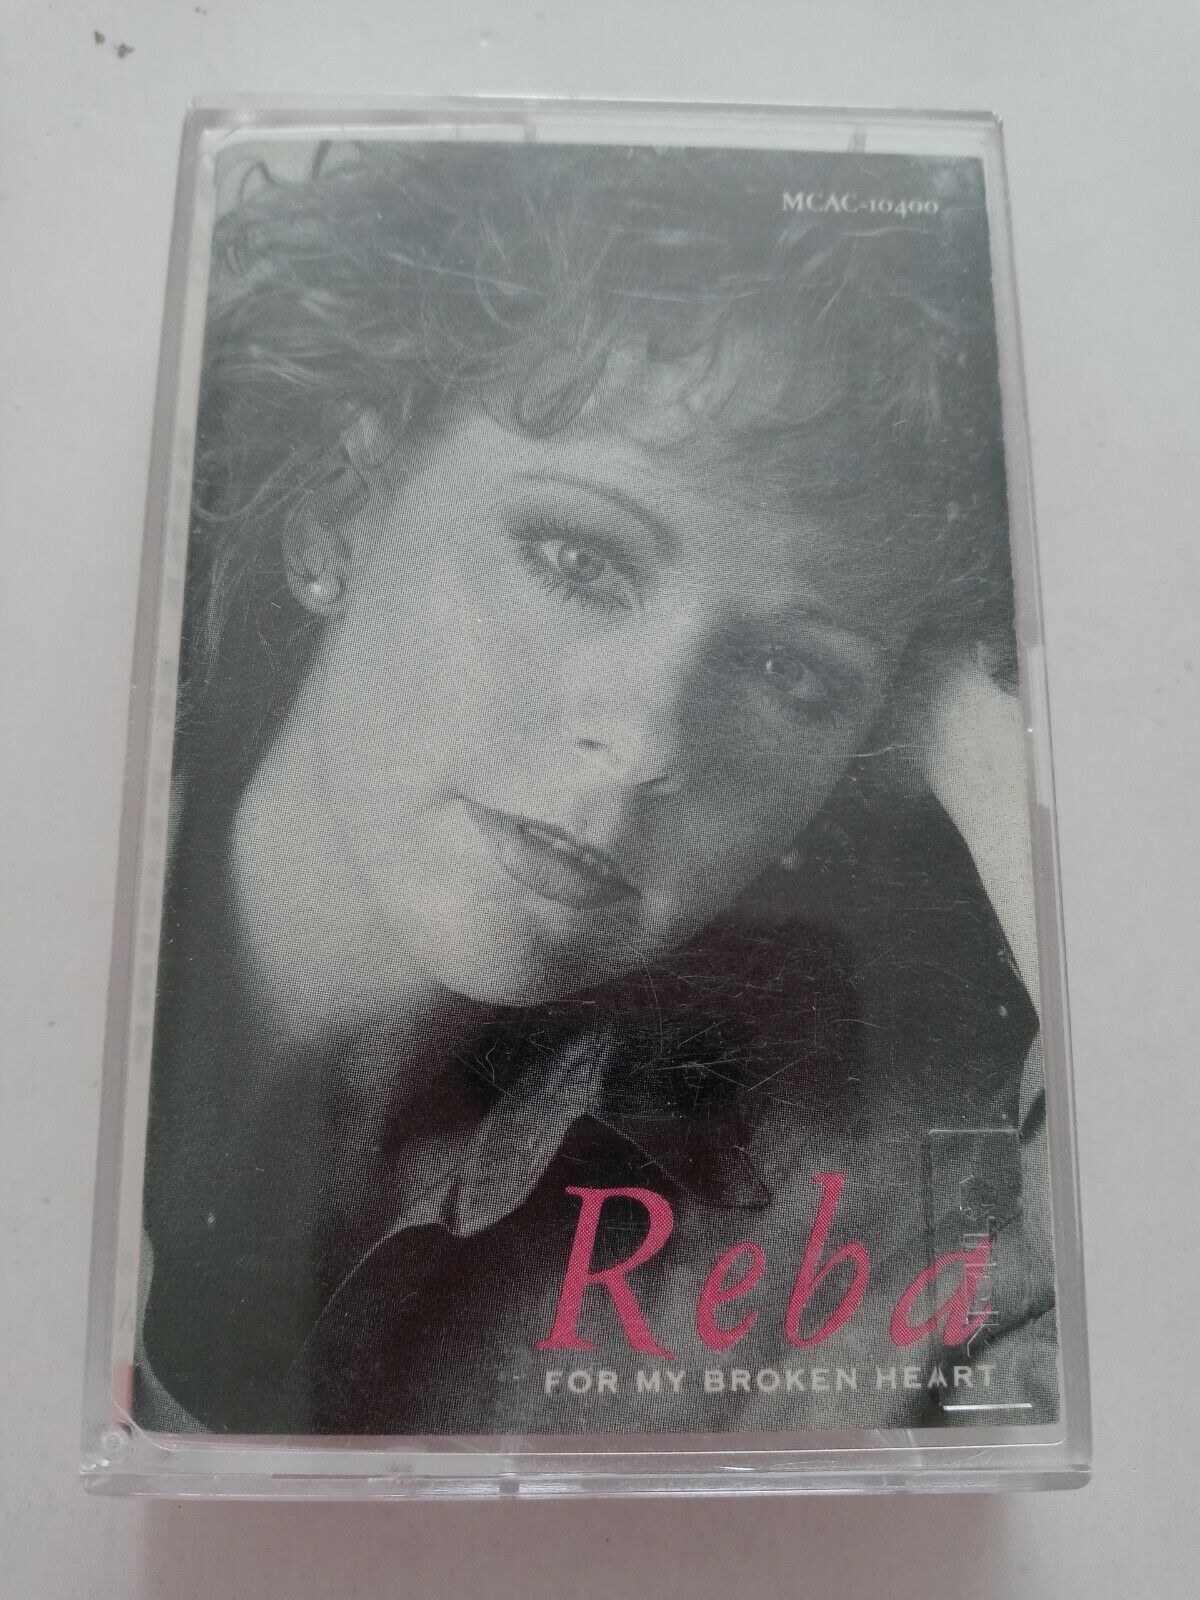 MCAC-10400
Reba
FOR MY BROKEN HEART